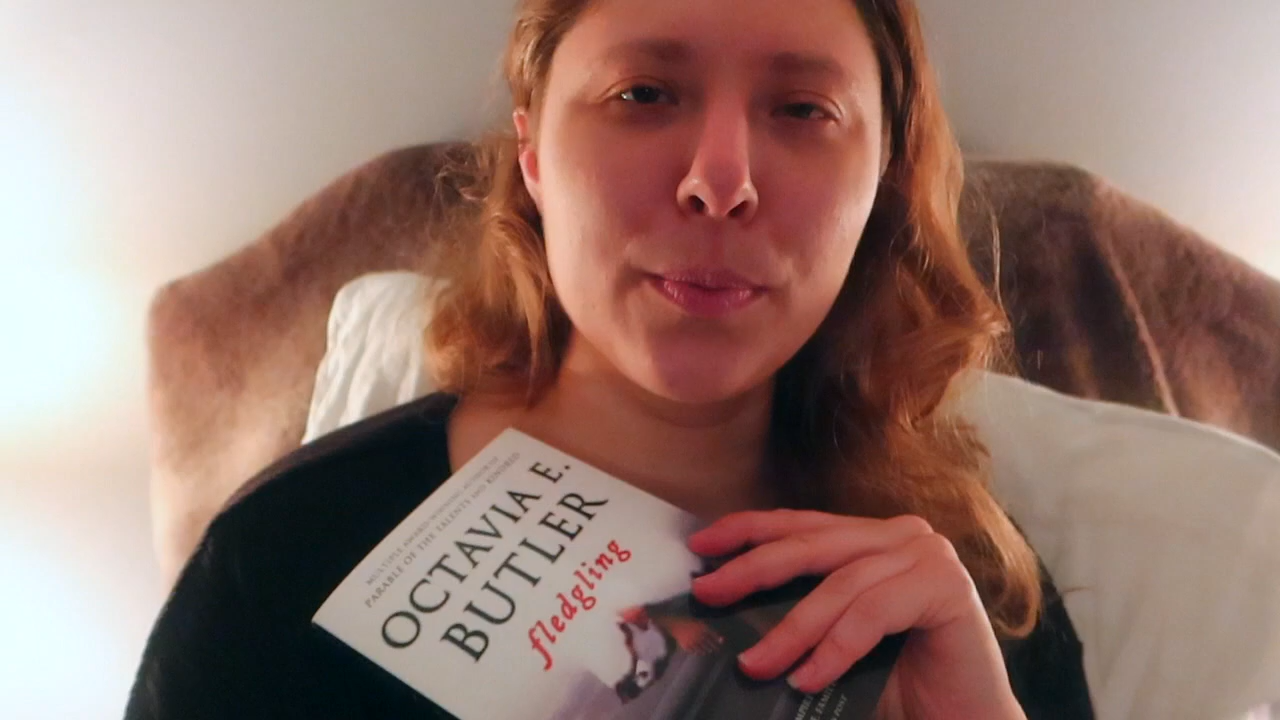 MULTIPLE AWARD-WINNING AUTHOR OF
PARABLE OF THE TALENTS AND KINDRED
OCTAVIA E.
BUTLER
fledgling